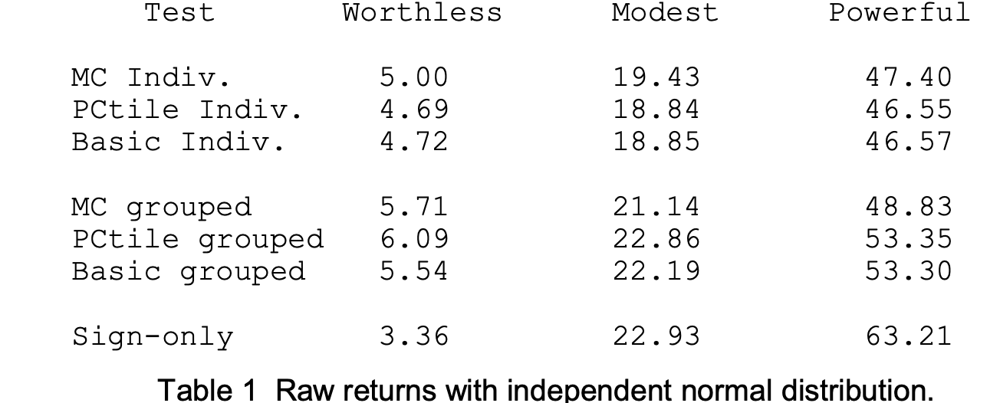 Test Worthless Modest Powerful
MC Indiv. 5.00 19.43 47.40
PCtile Indiv. 4.69 18.84 46.55
Basic Indiv. 4.72 18.85 46.57
MC grouped 5.71 21.14 48.83
PCtile grouped 6.09 22.86 53.35
Basic grouped 5.54 22.19 53.30
Sign-only 3.36 22.93 63.21
Table 1 Raw returns with independent normal distribution.